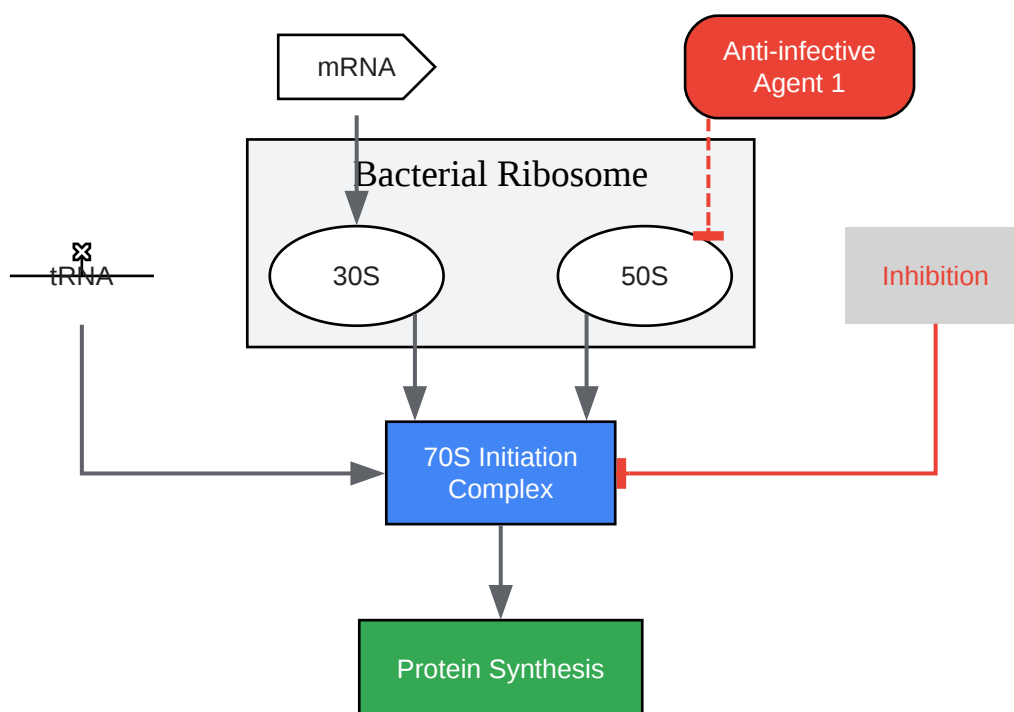 mRNA
Anti-infective
Agent 1
Bacterial Ribosome
tRNA
30S
50S
Inhibition
70S Initiation
Complex
Protein Synthesis